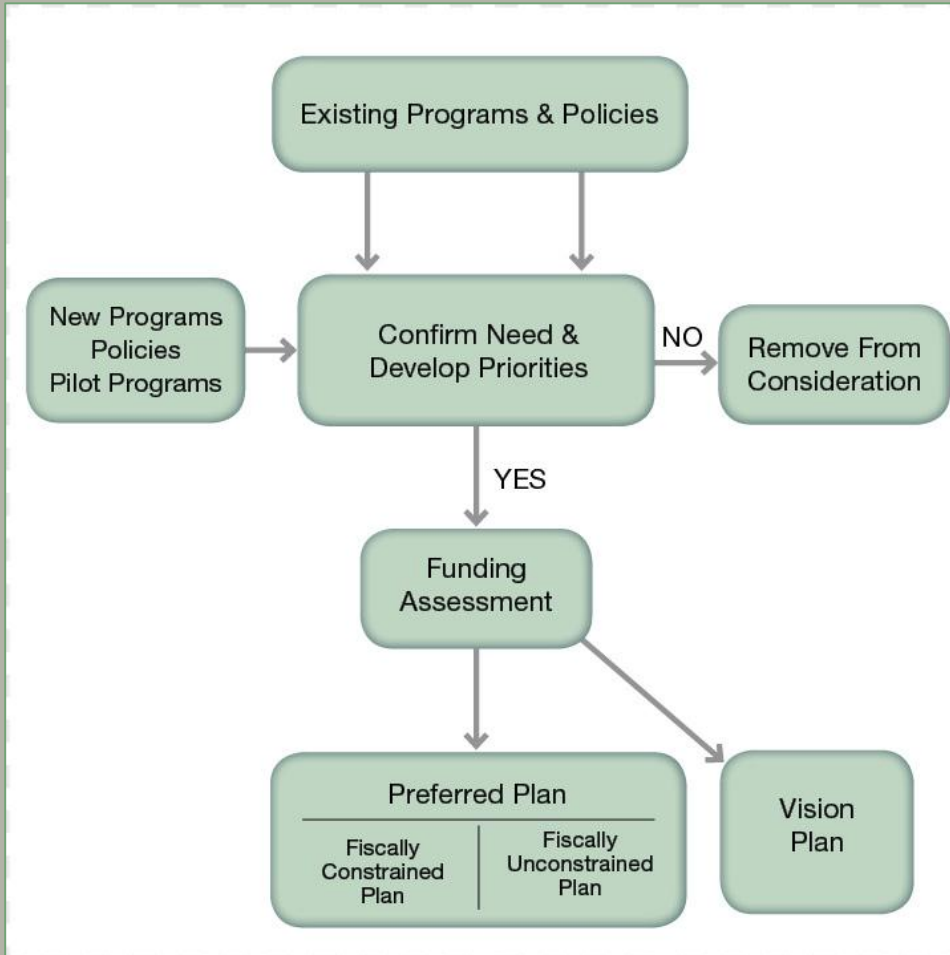 Existing Programs & Policies
New Programs
Policies
Pilot Programs
Confirm Need &
Develop Priorities
NO
Remove From
Consideration
YES
Funding
Assessment
Preferred Plan
Fiscally
Constrained
Plan
Fiscally
Unconstrained
Plan
Vision
Plan